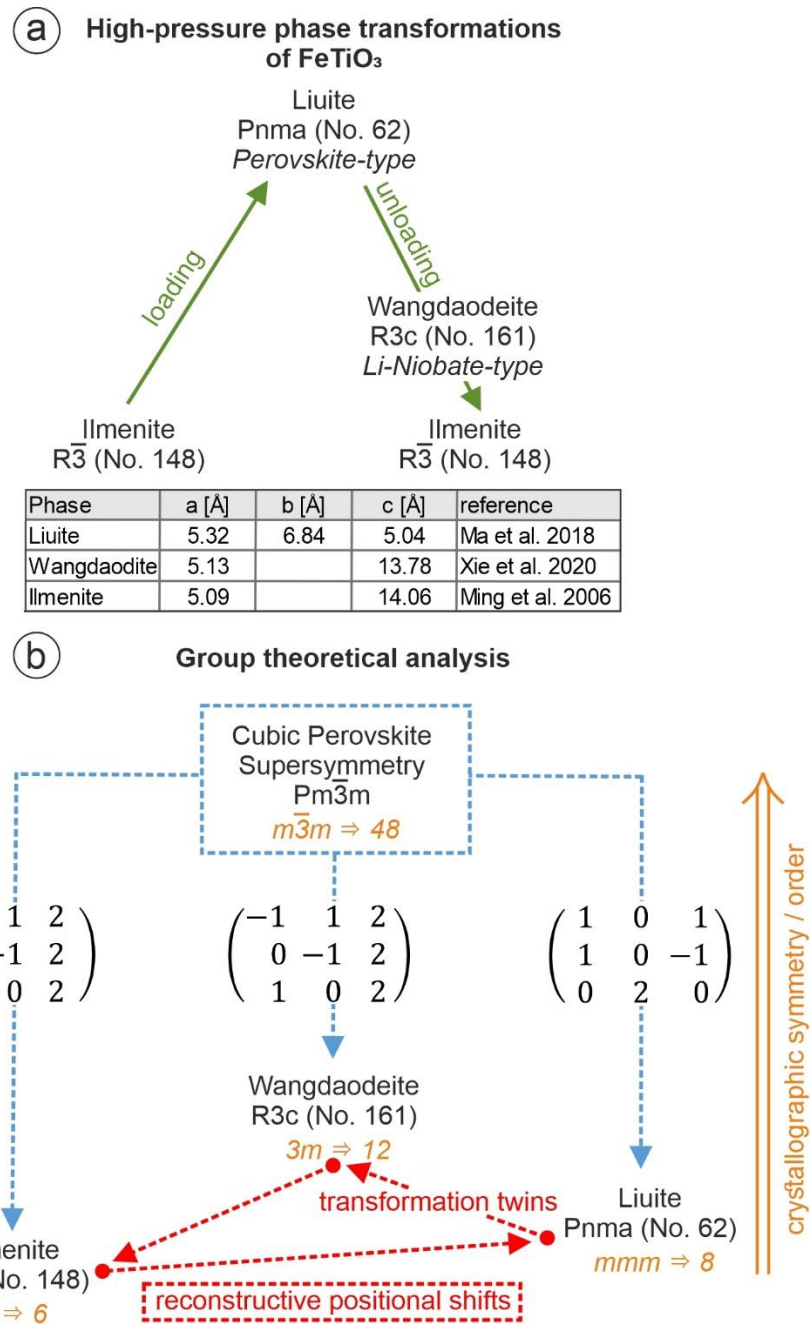 a
High-pressure phase transformations
of FeTiO₃
Liuite
Pnma (No. 62)
Perovskite-type
loading
unloading
Wangdaodeite
R3c (No. 161)
Li-Niobate-type
Ilmenite
R3̅ (No. 148)
Ilmenite
R3̅ (No. 148)
Phase a [Å] b [Å] c [Å] reference
Liuite 5.32 6.84 5.04 Ma et al. 2018
Wangdaodite 5.13 13.78 Xie et al. 2020
Ilmenite 5.09 14.06 Ming et al. 2006
b
Group theoretical analysis
Cubic Perovskite
Supersymmetry
Pm3̅m
m3̅m ⇒ 48
1 2
-1 2
0 2
-1 1 2
0 -1 2
1 0 2
1 0 1
1 0 -1
0 2 0
crystallographic symmetry / order
Wangdaodeite
R3c (No. 161)
3m ⇒ 12
transformation twins
Liuite
Pnma (No. 62)
mmm ⇒ 8
enite
No. 148)
⇒ 6
reconstructive positional shifts